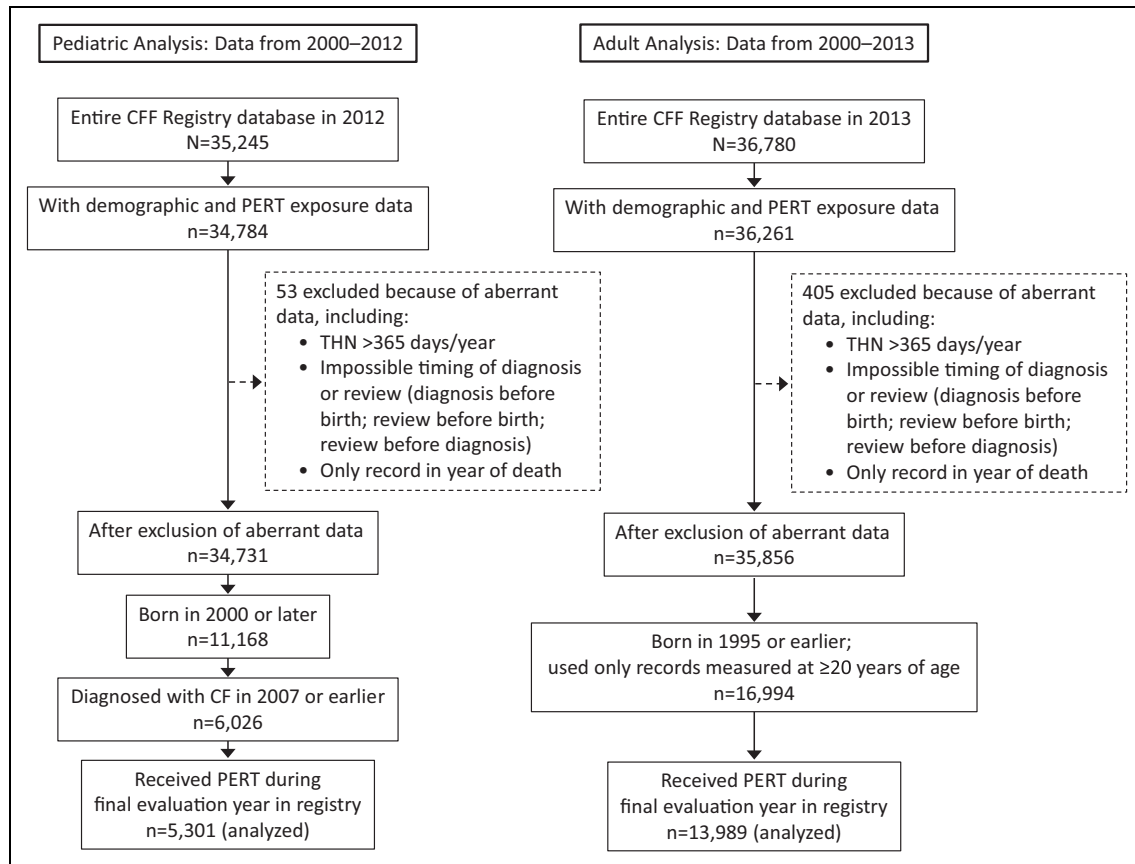 Pediatric Analysis: Data from 2000–2012
Entire CFF Registry database in 2012
N=35,245
With demographic and PERT exposure data
n=34,784
53 excluded because of aberrant
data, including:
• THN >365 days/year
• Impossible timing of diagnosis
or review (diagnosis before
birth; review before birth;
review before diagnosis)
• Only record in year of death
After exclusion of aberrant data
n=34,731
Born in 2000 or later
n=11,168
Diagnosed with CF in 2007 or earlier
n=6,026
Received PERT during
final evaluation year in registry
n=5,301 (analyzed)
Adult Analysis: Data from 2000–2013
Entire CFF Registry database in 2013
N=36,780
With demographic and PERT exposure data
n=36,261
405 excluded because of aberrant
data, including:
• THN >365 days/year
• Impossible timing of diagnosis
or review (diagnosis before
birth; review before birth;
review before diagnosis)
• Only record in year of death
After exclusion of aberrant data
n=35,856
Born in 1995 or earlier;
used only records measured at ≥20 years of age
n=16,994
Received PERT during
final evaluation year in registry
n=13,989 (analyzed)